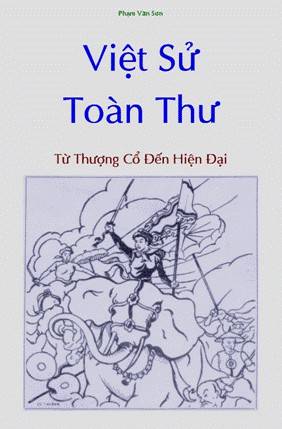 Phạm Văn Sơn
Việt Sử
Toàn Thư
Từ Thượng Cổ Đến Hiện Đại